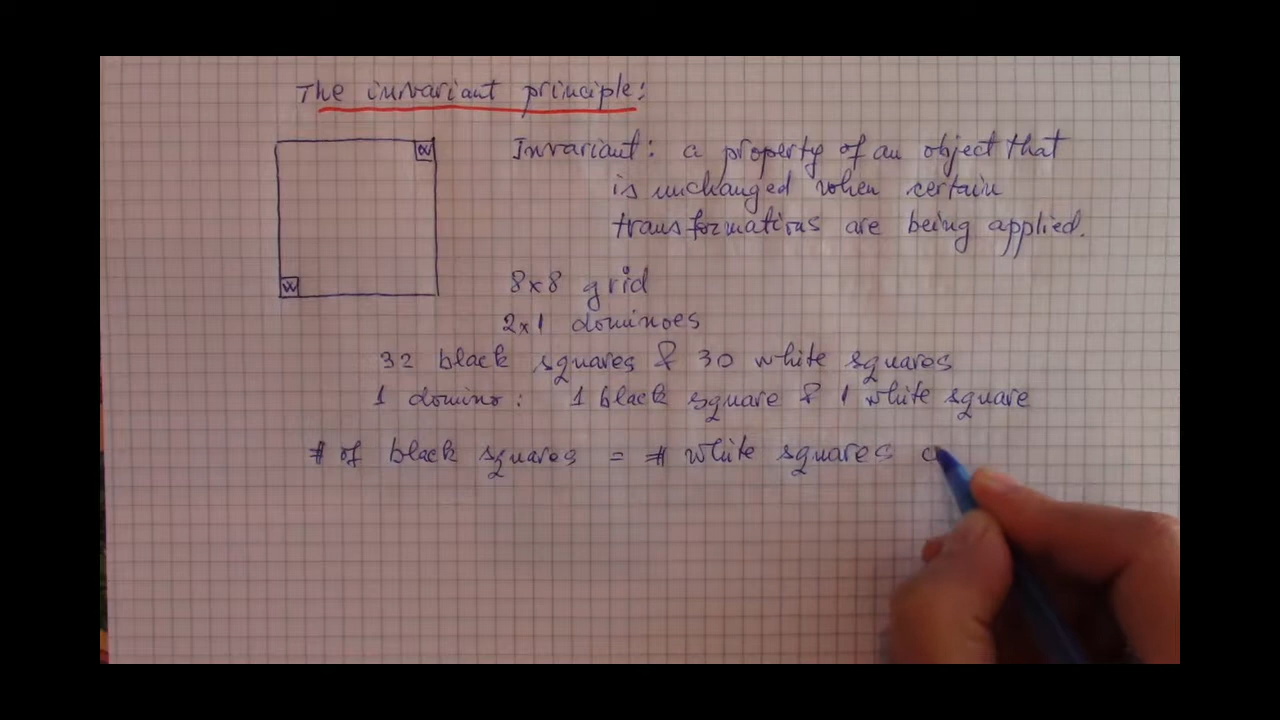 The invariant principle:
W
Invariant: a property of an object that
is unchanged when certain
transformations are being applied.
W
8x8 grid
2x1 dominoes
32 black squares & 30 white squares
1 domino: 1 black square & 1 white square
# of black squares = # white squares